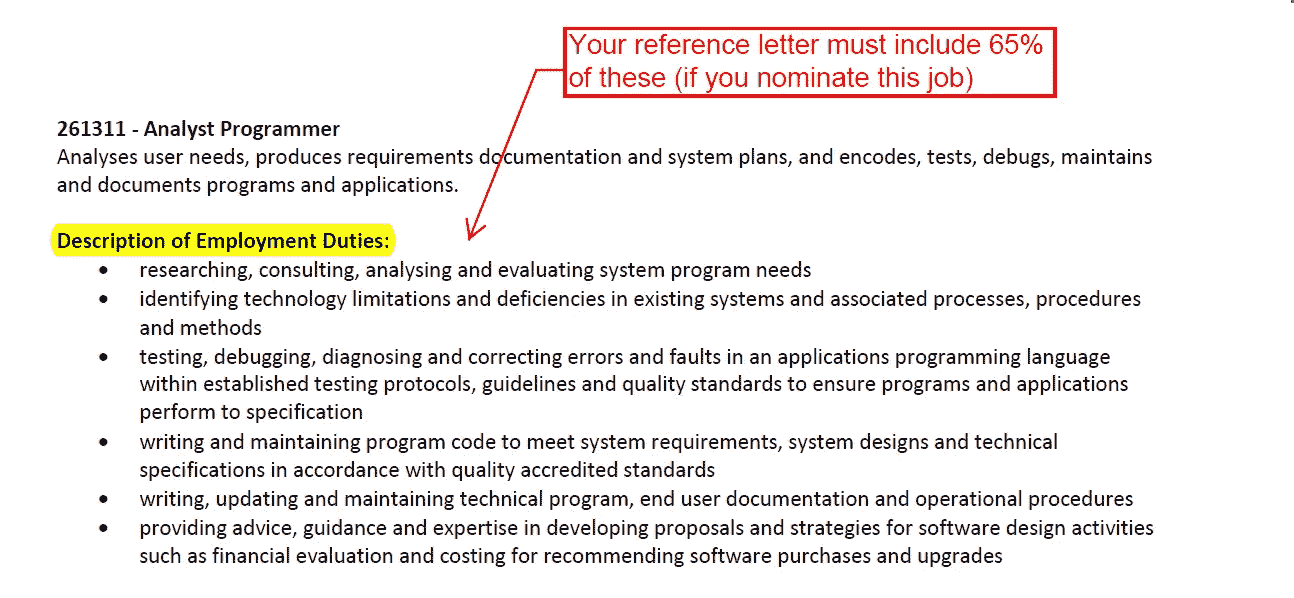 Your reference letter must include 65%
of these (if you nominate this job)
261311 - Analyst Programmer
Analyses user needs, produces requirements documentation and system plans, and encodes, tests, debugs, maintains
and documents programs and applications.
Description of Employment Duties:
• researching, consulting, analysing and evaluating system program needs
• identifying technology limitations and deficiencies in existing systems and associated processes, procedures
and methods
• testing, debugging, diagnosing and correcting errors and faults in an applications programming language
within established testing protocols, guidelines and quality standards to ensure programs and applications
perform to specification
• writing and maintaining program code to meet system requirements, system designs and technical
specifications in accordance with quality accredited standards
• writing, updating and maintaining technical program, end user documentation and operational procedures
• providing advice, guidance and expertise in developing proposals and strategies for software design activities
such as financial evaluation and costing for recommending software purchases and upgrades